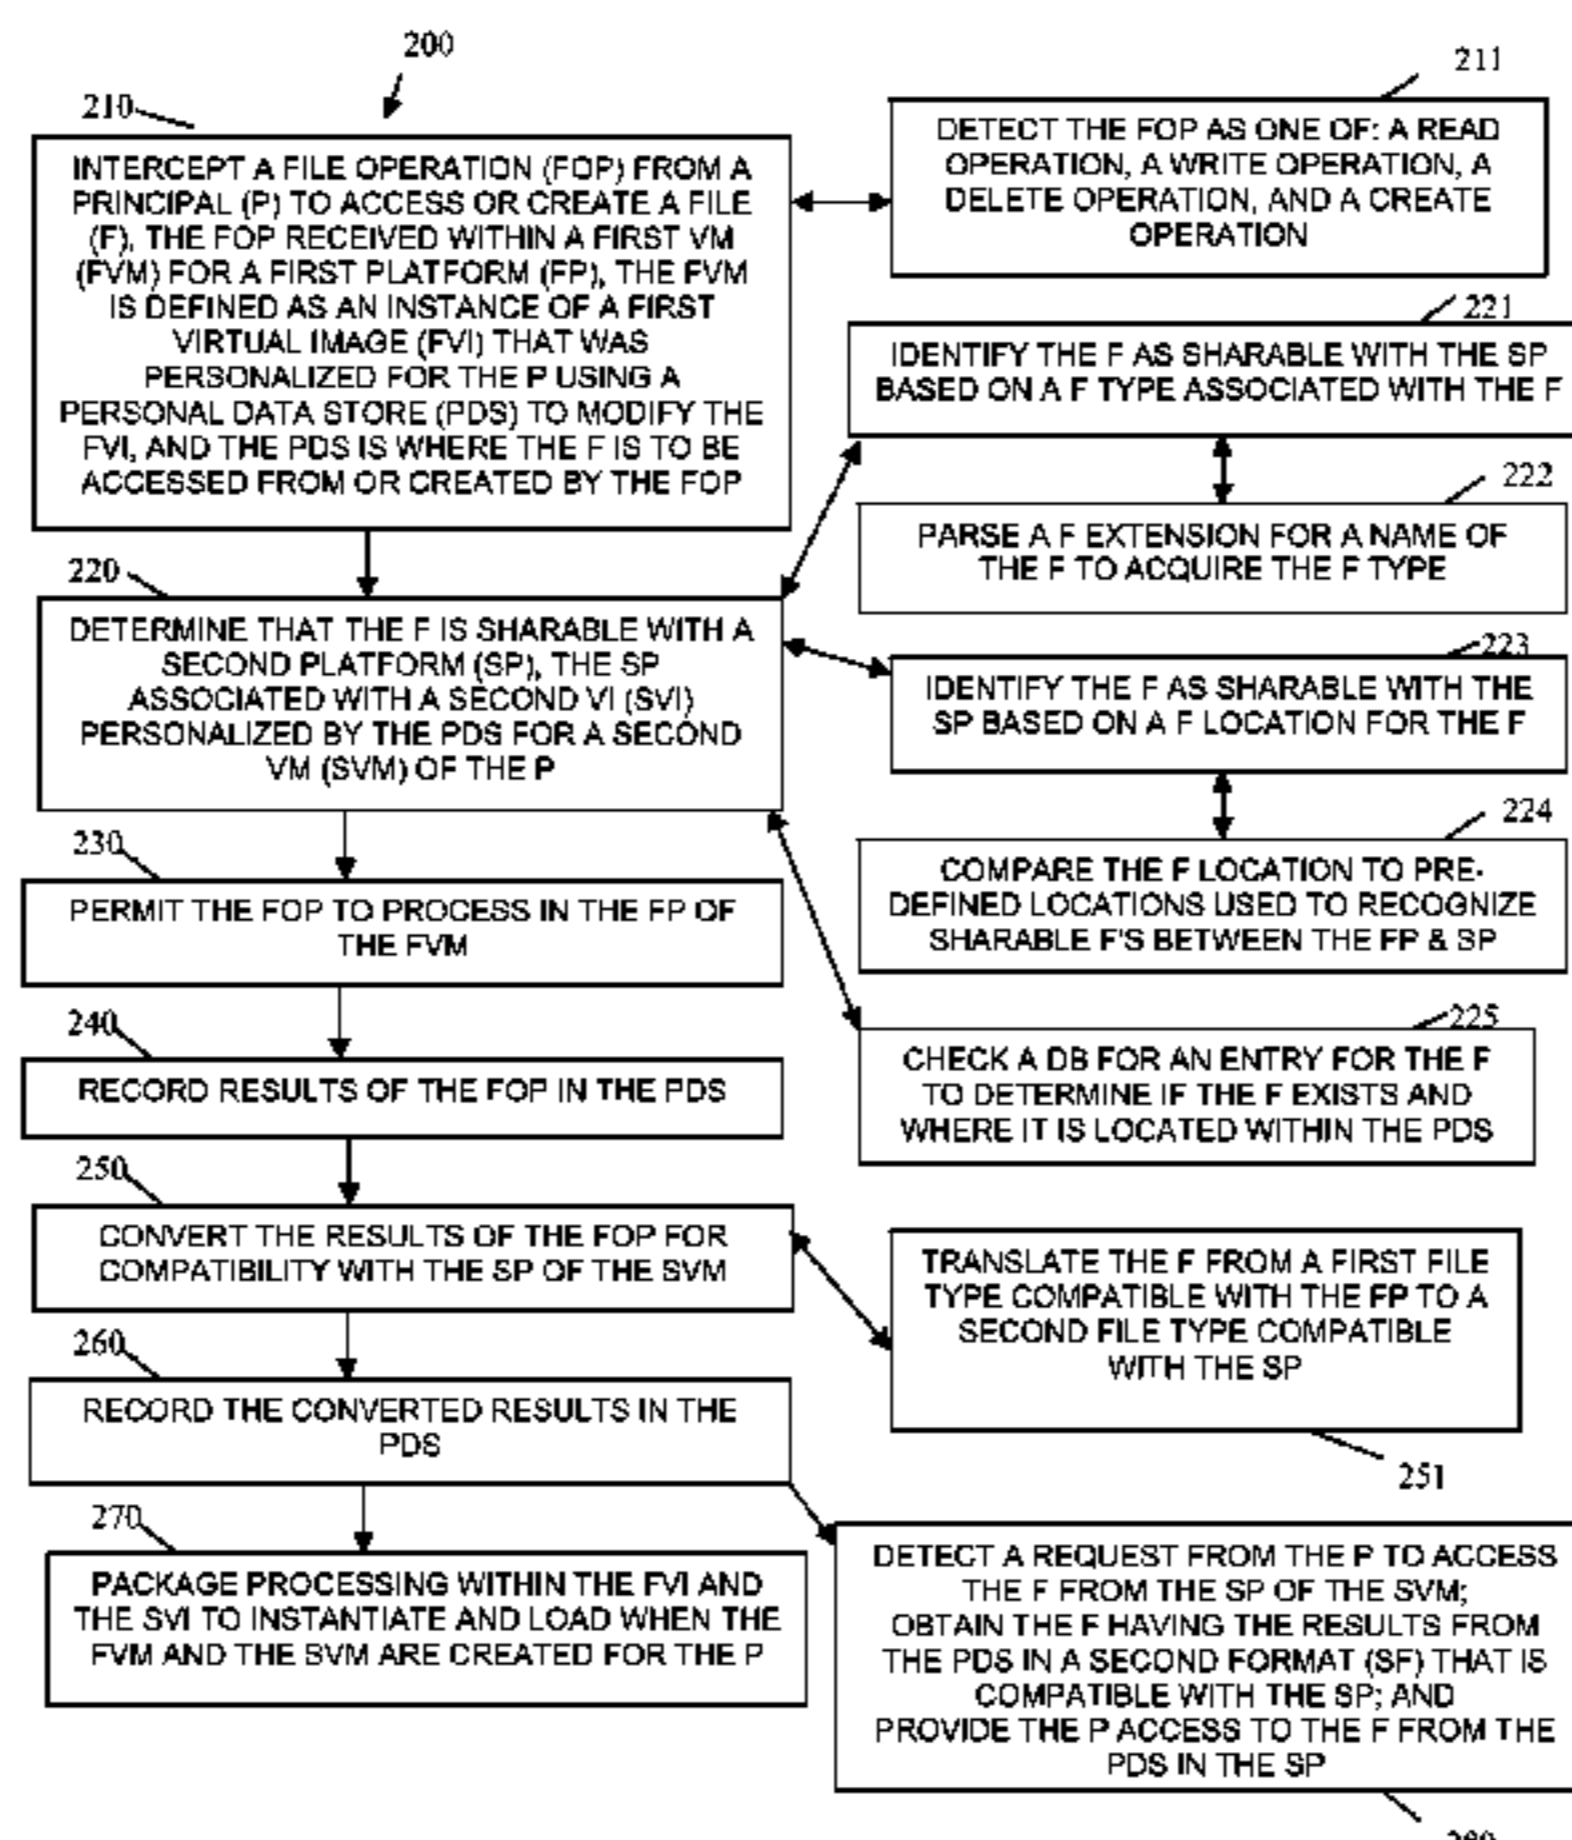 200
210
INTERCEPT A FILE OPERATION (FOP) FROM A
PRINCIPAL (P) TO ACCESS OR CREATE A FILE
(F), THE FOP RECEIVED WITHIN A FIRST VM
(FVM) FOR A FIRST PLATFORM (FP), THE FVM
IS DEFINED AS AN INSTANCE OF A FIRST
VIRTUAL IMAGE (FVI) THAT WAS
PERSONALIZED FOR THE P USING A
PERSONAL DATA STORE (PDS) TO MODIFY THE
FVI, AND THE PDS IS WHERE THE F IS TO BE
ACCESSED FROM OR CREATED BY THE FOP
211
DETECT THE FOP AS ONE OF: A READ
OPERATION, A WRITE OPERATION, A
DELETE OPERATION, AND A CREATE
OPERATION
220
DETERMINE THAT THE F IS SHARABLE WITH A
SECOND PLATFORM (SP), THE SP
ASSOCIATED WITH A SECOND VI (SVI)
PERSONALIZED BY THE PDS FOR A SECOND
VM (SVM) OF THE P
221
IDENTIFY THE F AS SHARABLE WITH THE SP
BASED ON A F TYPE ASSOCIATED WITH THE F
222
PARSE A F EXTENSION FOR A NAME OF
THE F TO ACQUIRE THE F TYPE
223
IDENTIFY THE F AS SHARABLE WITH THE
SP BASED ON A F LOCATION FOR THE F
224
COMPARE THE F LOCATION TO PRE-
DEFINED LOCATIONS USED TO RECOGNIZE
SHARABLE F'S BETWEEN THE FP & SP
225
CHECK A DB FOR AN ENTRY FOR THE F
TO DETERMINE IF THE F EXISTS AND
WHERE IT IS LOCATED WITHIN THE PDS
230
PERMIT THE FOP TO PROCESS IN THE FP OF
THE FVM
240
RECORD RESULTS OF THE FOP IN THE PDS
250
CONVERT THE RESULTS OF THE FOP FOR
COMPATIBILITY WITH THE SP OF THE SVM
TRANSLATE THE F FROM A FIRST FILE
TYPE COMPATIBLE WITH THE FP TO A
SECOND FILE TYPE COMPATIBLE
WITH THE SP
251
260
RECORD THE CONVERTED RESULTS IN THE
PDS
270
PACKAGE PROCESSING WITHIN THE FVI AND
THE SVI TO INSTANTIATE AND LOAD WHEN THE
FVM AND THE SVM ARE CREATED FOR THE P
DETECT A REQUEST FROM THE P TO ACCESS
THE F FROM THE SP OF THE SVM;
OBTAIN THE F HAVING THE RESULTS FROM
THE PDS IN A SECOND FORMAT (SF) THAT IS
COMPATIBLE WITH THE SP; AND
PROVIDE THE P ACCESS TO THE F FROM THE
PDS IN THE SP